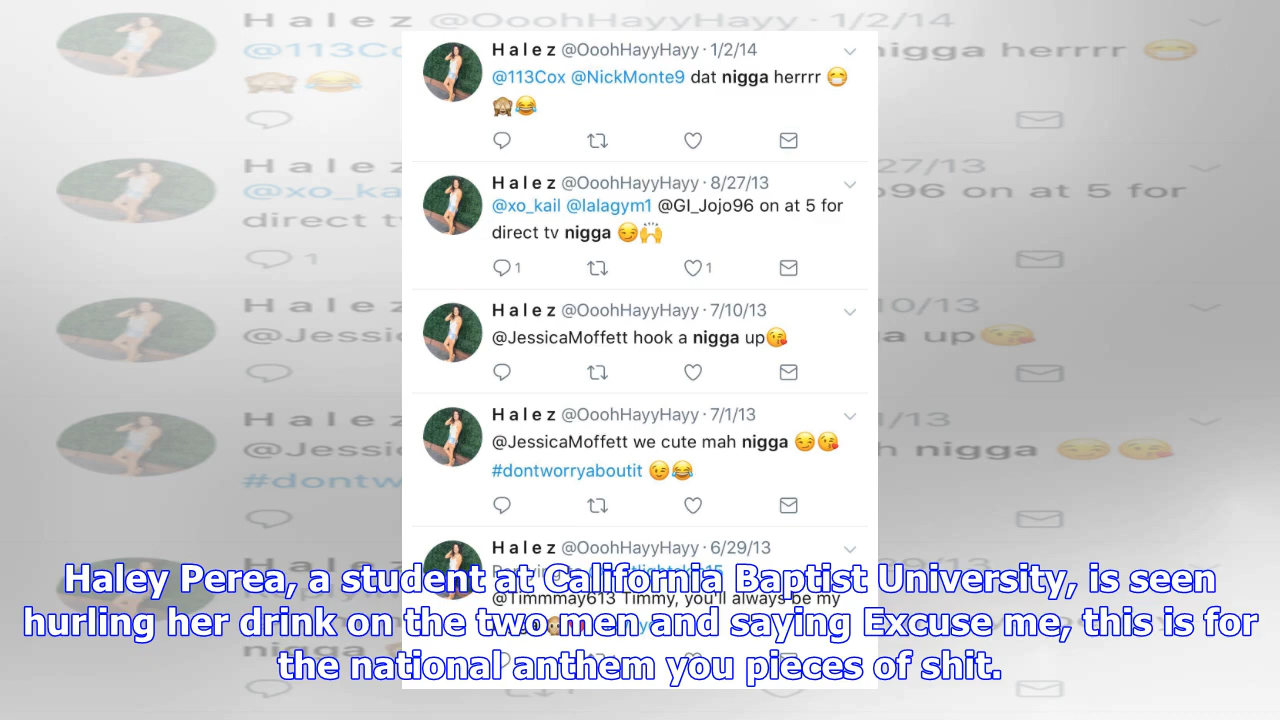 H a l e z @OoohHayyHayy · 1/2/14
@113Cox @NickMonte9 dat nigga herrrr
H a l e z @OoohHayyHayy · 8/27/13
@xo_kail @lalagym1 @GI_Jojo96 on at 5 for
direct tv nigga
1
1
H a l e z @OoohHayyHayy · 7/10/13
@JessicaMoffett hook a nigga up
H a l e z @OoohHayyHayy · 7/1/13
@JessicaMoffett we cute mah nigga
#dontworryaboutit
H a l e z @OoohHayyHayy · 6/29/13
@Timmmay613 Timmy, you'll always be my
Haley Perea, a student at California Baptist University, is seen
hurling her drink on the two men and saying Excuse me, this is for
the national anthem you pieces of shit.